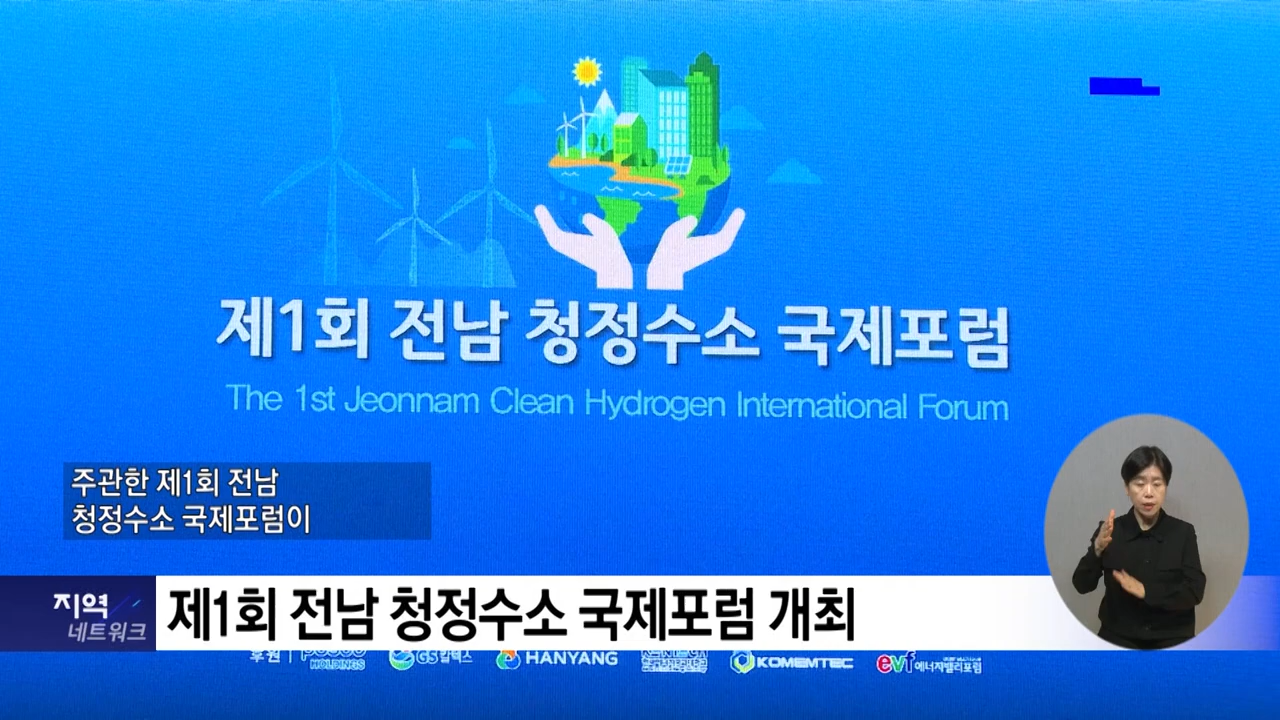 제1회 전남 청정수소 국제포럼
The 1st Jeonnam Clean Hydrogen International Forum
주관한 제1회 전남
청정수소 국제포럼이
지역
네트워크
제1회 전남 청정수소 국제포럼 개최
후원 HOLDINGS GS칼텍스 HANYANG KOMEMTEC evf 에너지밸리포럼